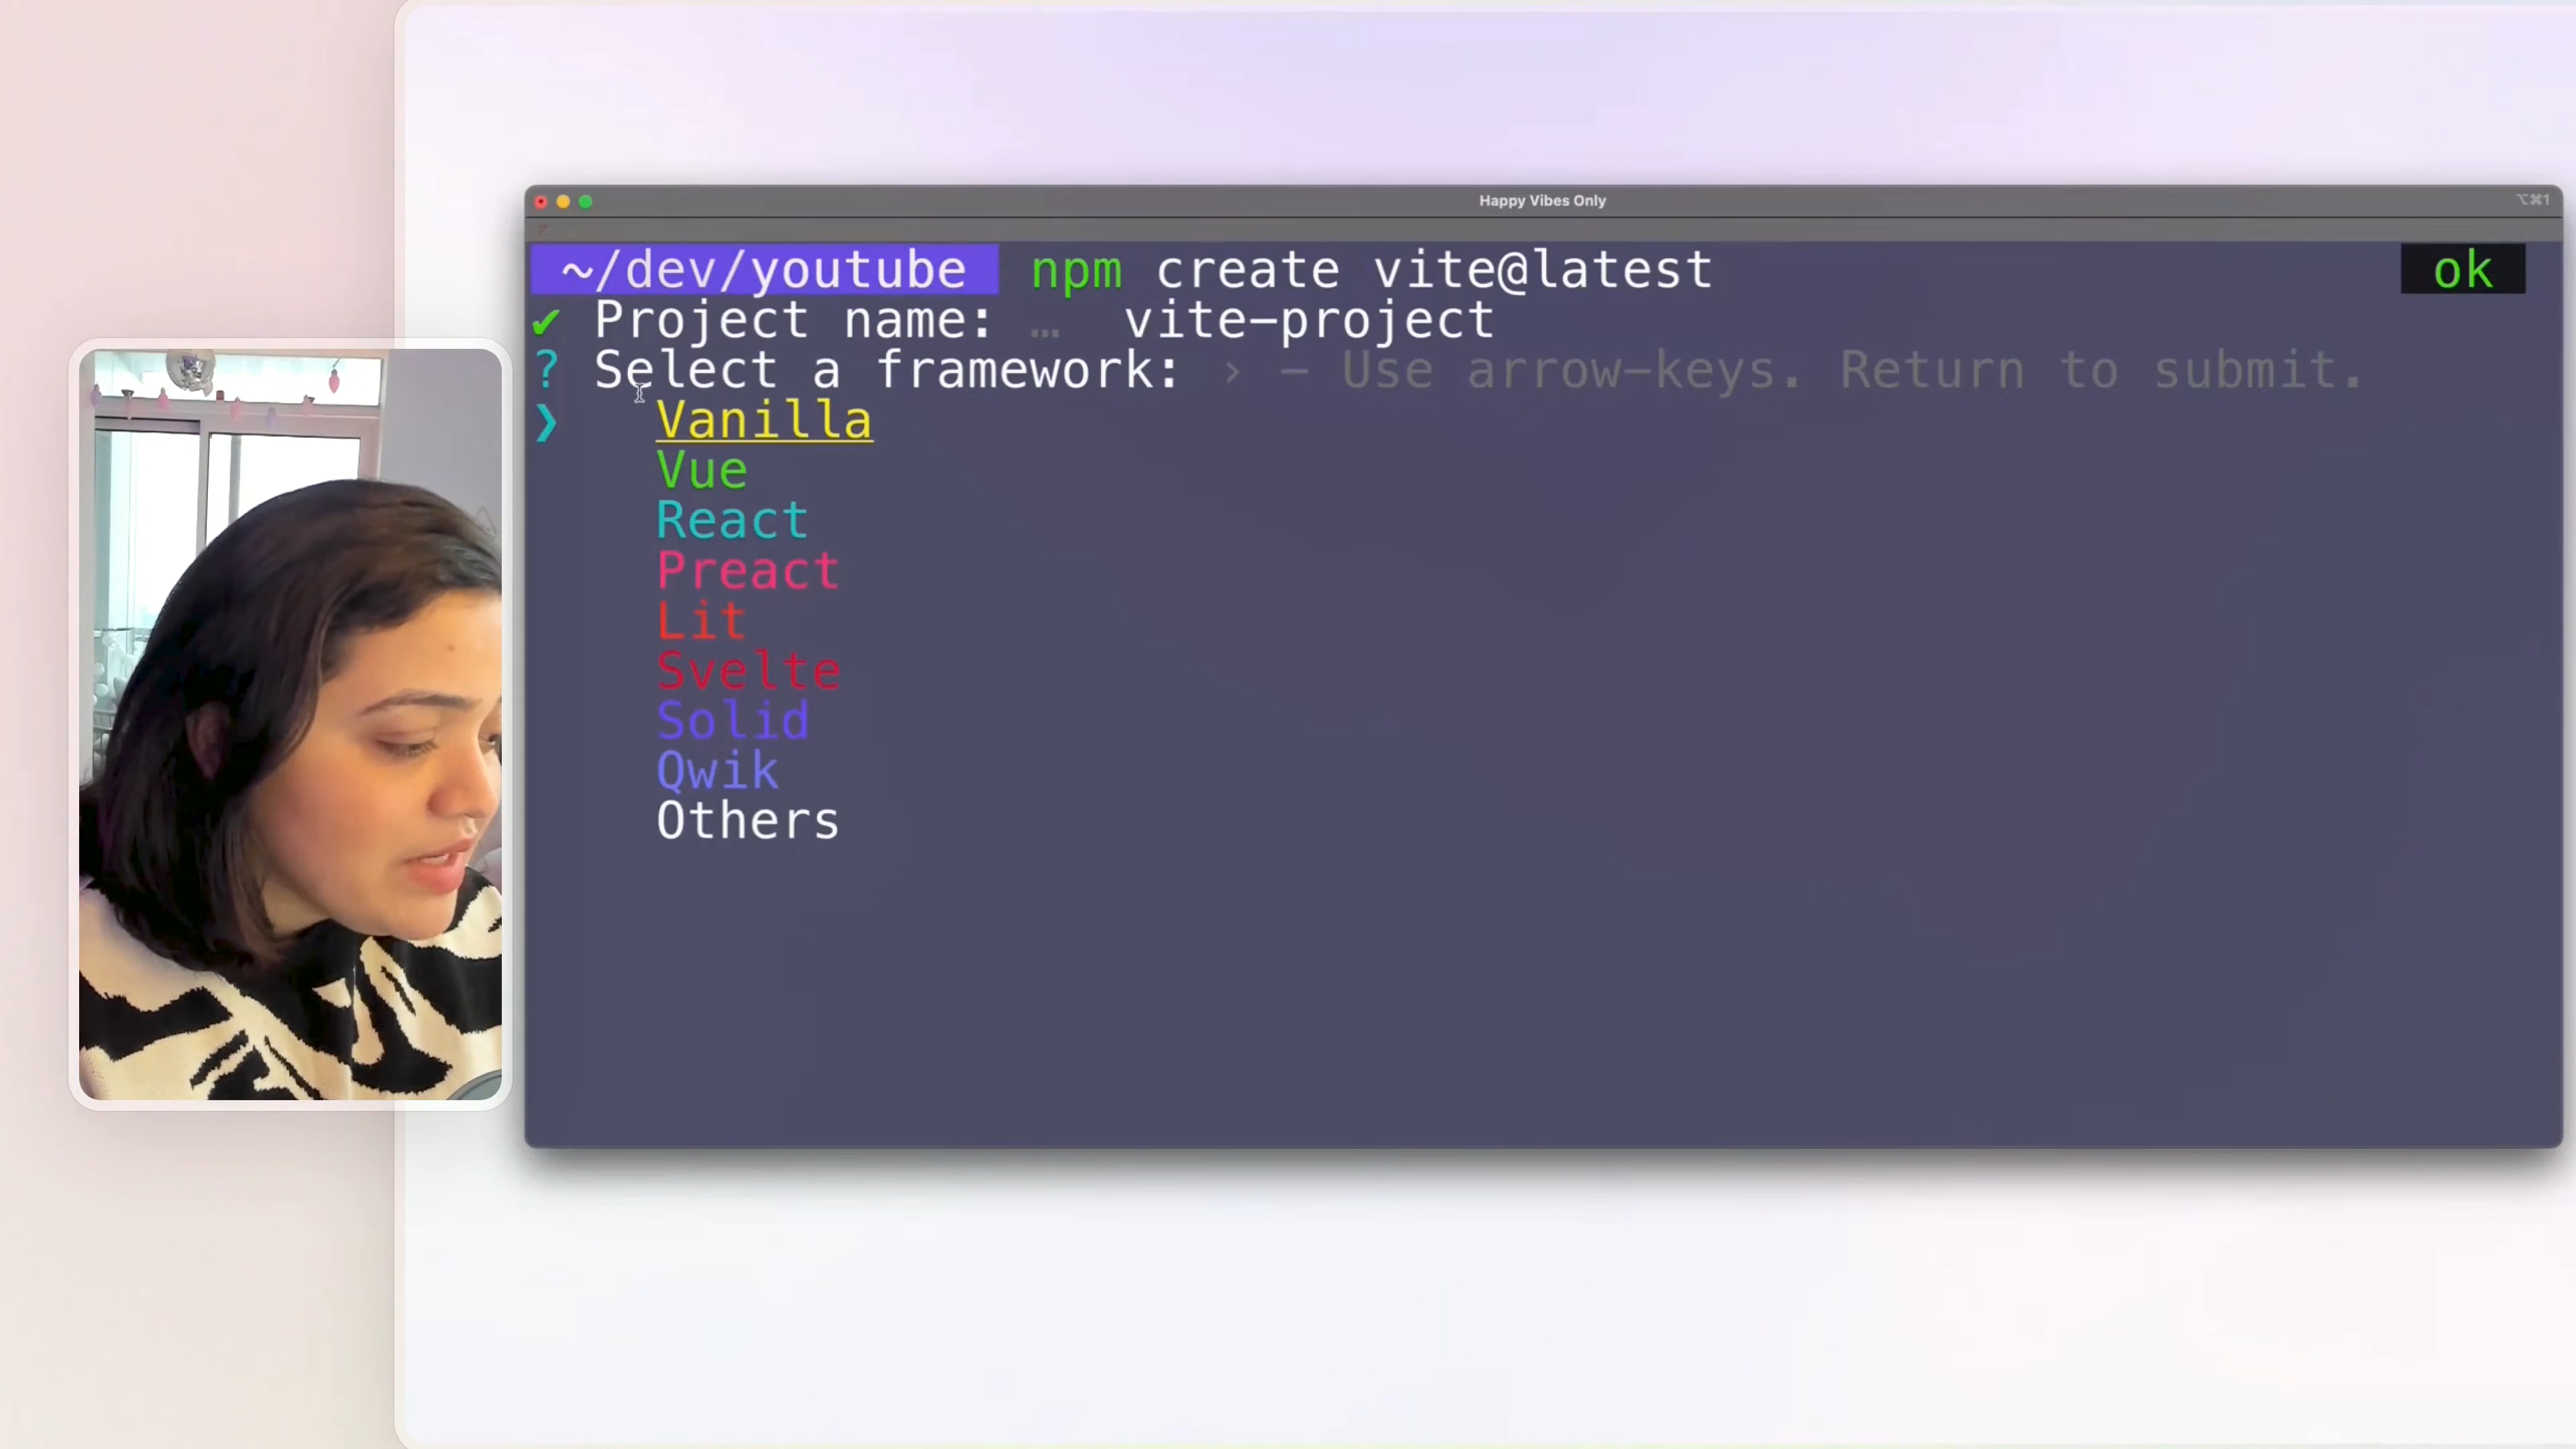 Happy Vibes Only
⌥⌘1
~/dev/youtube npm create vite@latest ok
✔ Project name: … vite-project
? Select a framework: › - Use arrow-keys. Return to submit.
❯ Vanilla
Vue
React
Preact
Lit
Svelte
Solid
Qwik
Others